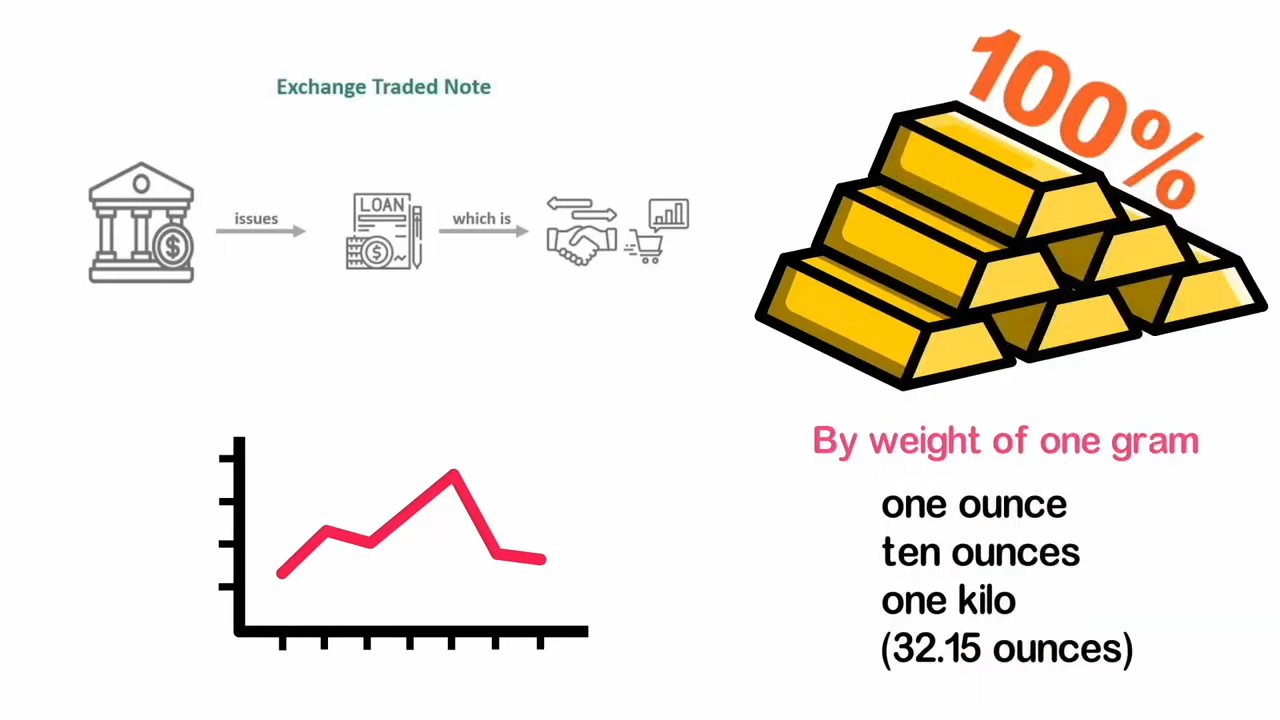 Exchange Traded Note
issues
LOAN
which is
100%
By weight of one gram
one ounce
ten ounces
one kilo
(32.15 ounces)